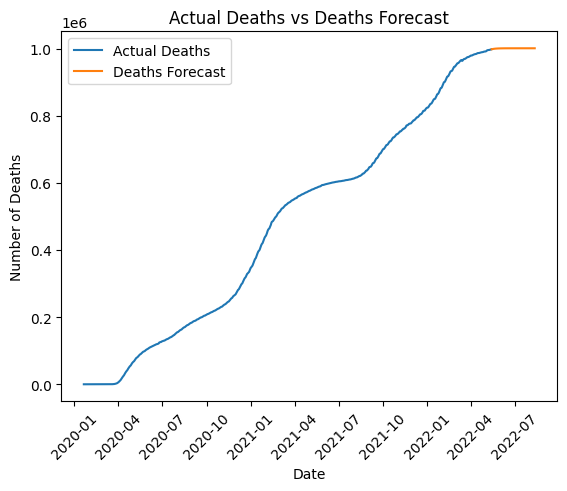 Actual Deaths vs Deaths Forecast
1e6
Actual Deaths
Deaths Forecast
1.0
0.8
0.6
0.4
0.2
0.0
Number of Deaths
2020-01
2020-04
2020-07
2020-10
2021-01
2021-04
2021-07
2021-10
2022-01
2022-04
2022-07
Date